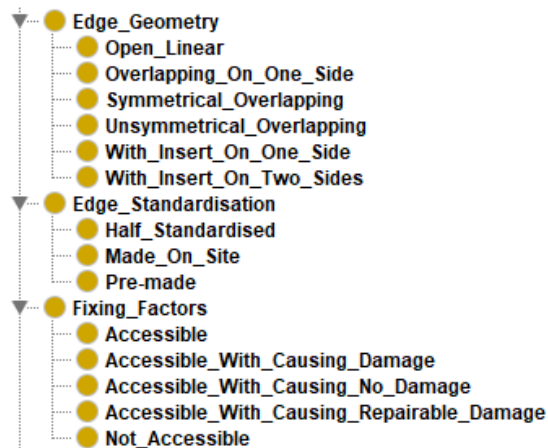 Edge_Geometry
Open_Linear
Overlapping_On_One_Side
Symmetrical_Overlapping
Unsymmetrical_Overlapping
With_Insert_On_One_Side
With_Insert_On_Two_Sides
Edge_Standardisation
Half_Standardised
Made_On_Site
Pre-made
Fixing_Factors
Accessible
Accessible_With_Causing_Damage
Accessible_With_Causing_No_Damage
Accessible_With_Causing_Repairable_Damage
Not_Accessible